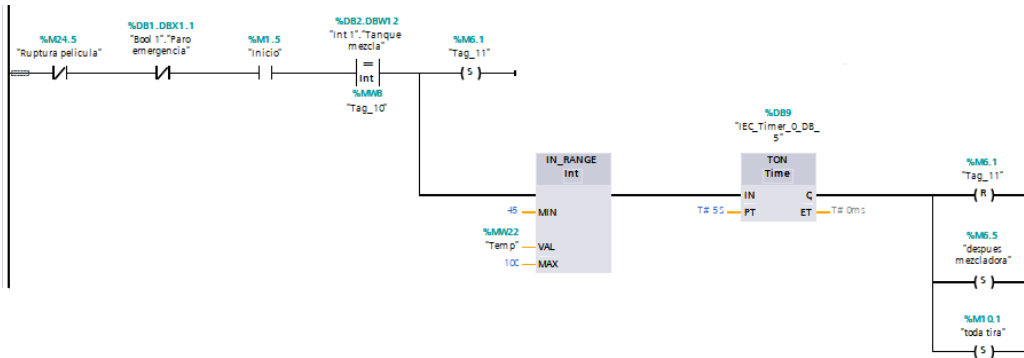 %M24.5
"Ruptura pelicula"
%DB1.DBX1.1
"Bool 1"."Paro
emergencia"
%M1.5
"Inicio"
%DB2.DBW12
"Int 1"."Tanque
mezcla"
==
Int
%MW8
"Tag_10"
%M6.1
"Tag_11"
S
IN_RANGE
Int
45
MIN
%MW22
"Temp"
VAL
100
MAX
%DB9
"IEC_Timer_0_DB_
5"
TON
Time
IN
Q
T# 5S
PT
ET
T# 0ms
%M6.1
"Tag_11"
R
%M6.5
"despues
mezcladora"
S
%M10.1
"toda tira"
S